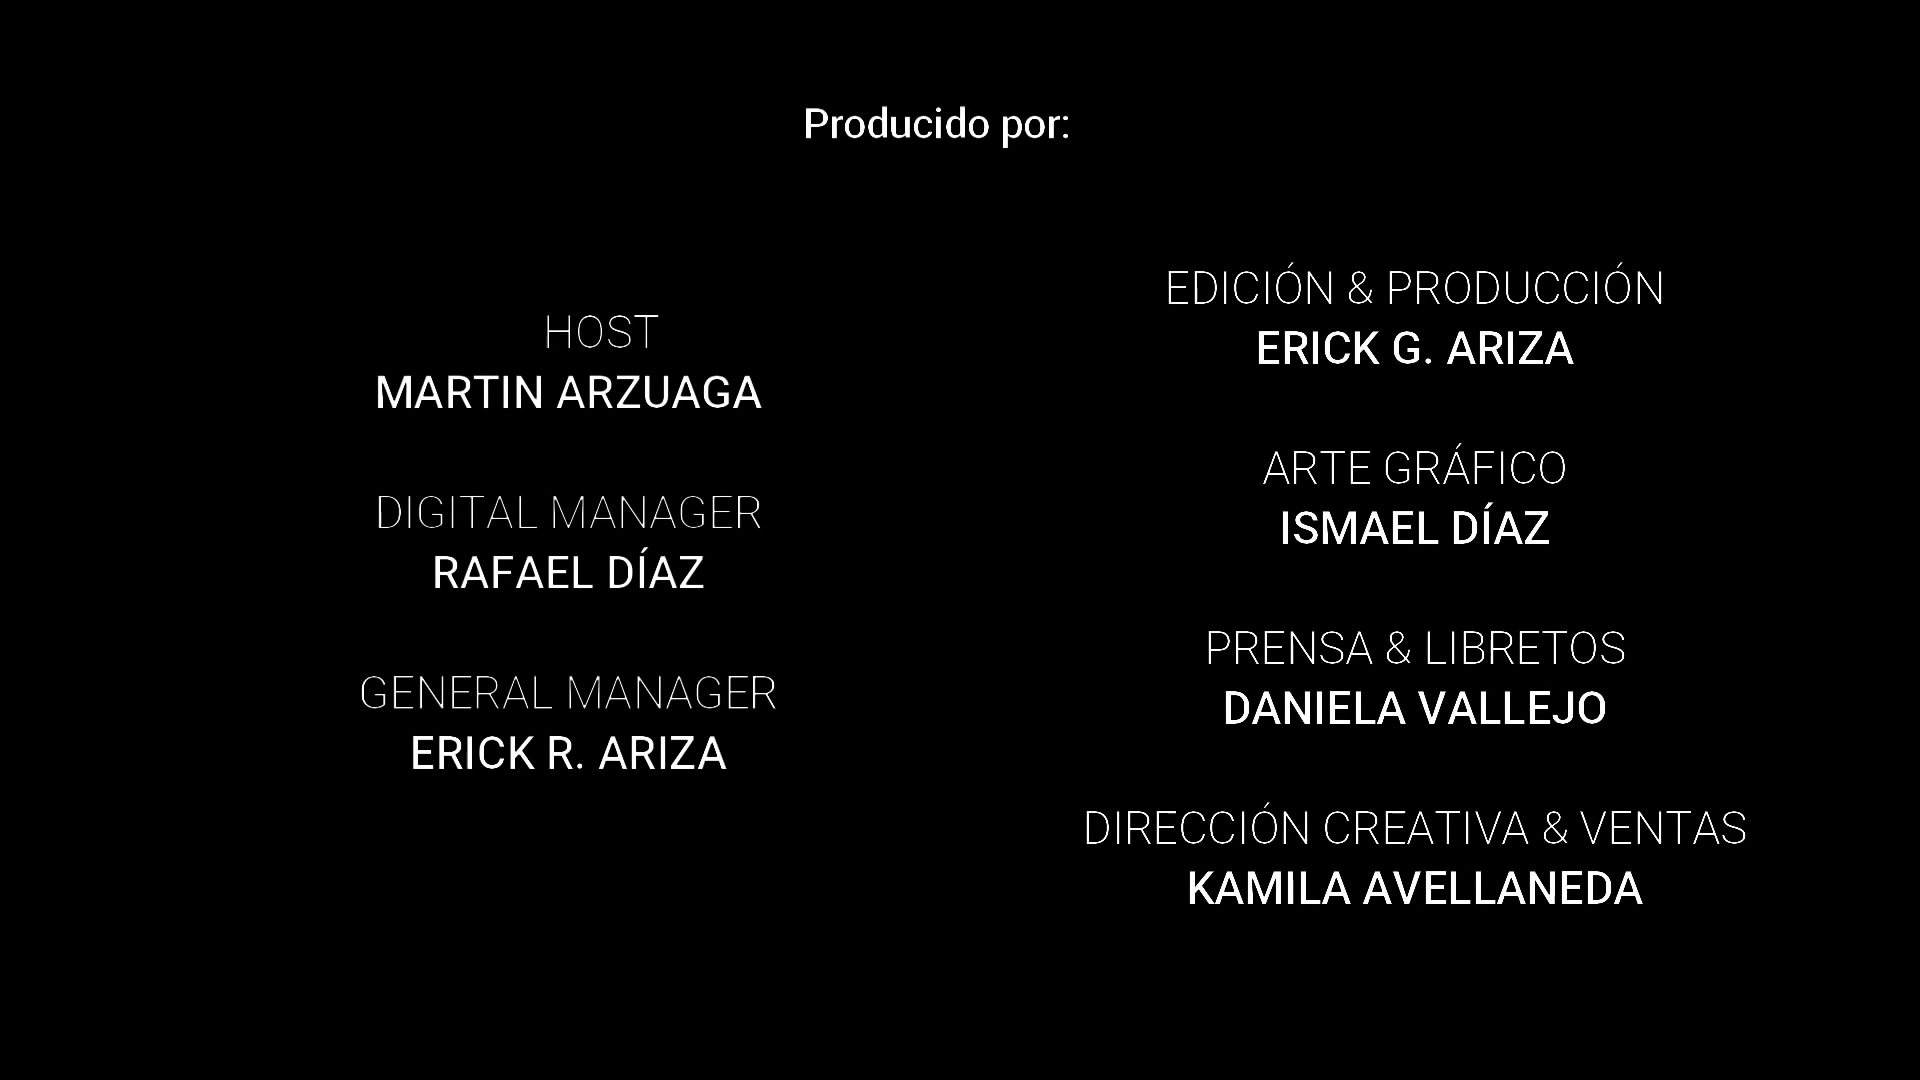 Producido por:
HOST
MARTIN ARZUAGA
DIGITAL MANAGER
RAFAEL DÍAZ
GENERAL MANAGER
ERICK R. ARIZA
EDICIÓN & PRODUCCIÓN
ERICK G. ARIZA
ARTE GRÁFICO
ISMAEL DÍAZ
PRENSA & LIBRETOS
DANIELA VALLEJO
DIRECCIÓN CREATIVA & VENTAS
KAMILA AVELLANEDA